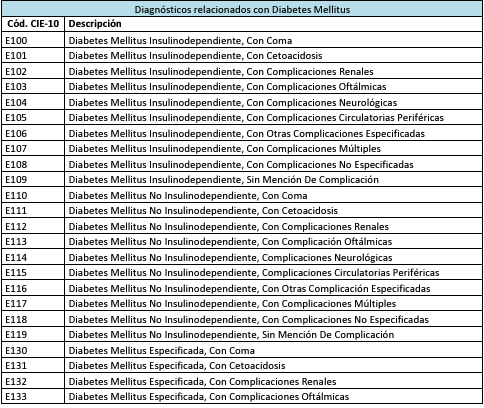 Diagnósticos relacionados con Diabetes Mellitus
Cód. CIE-10 Descripción
E100 Diabetes Mellitus Insulinodependiente, Con Coma
E101 Diabetes Mellitus Insulinodependiente, Con Cetoacidosis
E102 Diabetes Mellitus Insulinodependiente, Con Complicaciones Renales
E103 Diabetes Mellitus Insulinodependiente, Con Complicaciones Oftálmicas
E104 Diabetes Mellitus Insulinodependiente, Con Complicaciones Neurológicas
E105 Diabetes Mellitus Insulinodependiente, Con Complicaciones Circulatorias Periféricas
E106 Diabetes Mellitus Insulinodependiente, Con Otras Complicaciones Especificadas
E107 Diabetes Mellitus Insulinodependiente, Con Complicaciones Múltiples
E108 Diabetes Mellitus Insulinodependiente, Con Complicaciones No Especificadas
E109 Diabetes Mellitus Insulinodependiente, Sin Mención De Complicación
E110 Diabetes Mellitus No Insulinodependiente, Con Coma
E111 Diabetes Mellitus No Insulinodependiente, Con Cetoacidosis
E112 Diabetes Mellitus No Insulinodependiente, Con Complicaciones Renales
E113 Diabetes Mellitus No Insulinodependiente, Con Complicación Oftálmicas
E114 Diabetes Mellitus No Insulinodependiente, Complicaciones Neurológicas
E115 Diabetes Mellitus No Insulinodependiente, Complicaciones Circulatorias Periféricas
E116 Diabetes Mellitus No Insulinodependiente, Con Otras Complicación Especificadas
E117 Diabetes Mellitus No Insulinodependiente, Con Complicaciones Múltiples
E118 Diabetes Mellitus No Insulinodependiente, Con Complicaciones No Especificadas
E119 Diabetes Mellitus No Insulinodependiente, Sin Mención De Complicación
E130 Diabetes Mellitus Especificada, Con Coma
E131 Diabetes Mellitus Especificada, Con Cetoacidosis
E132 Diabetes Mellitus Especificada, Con Complicaciones Renales
E133 Diabetes Mellitus Especificada, Con Complicaciones Oftálmicas